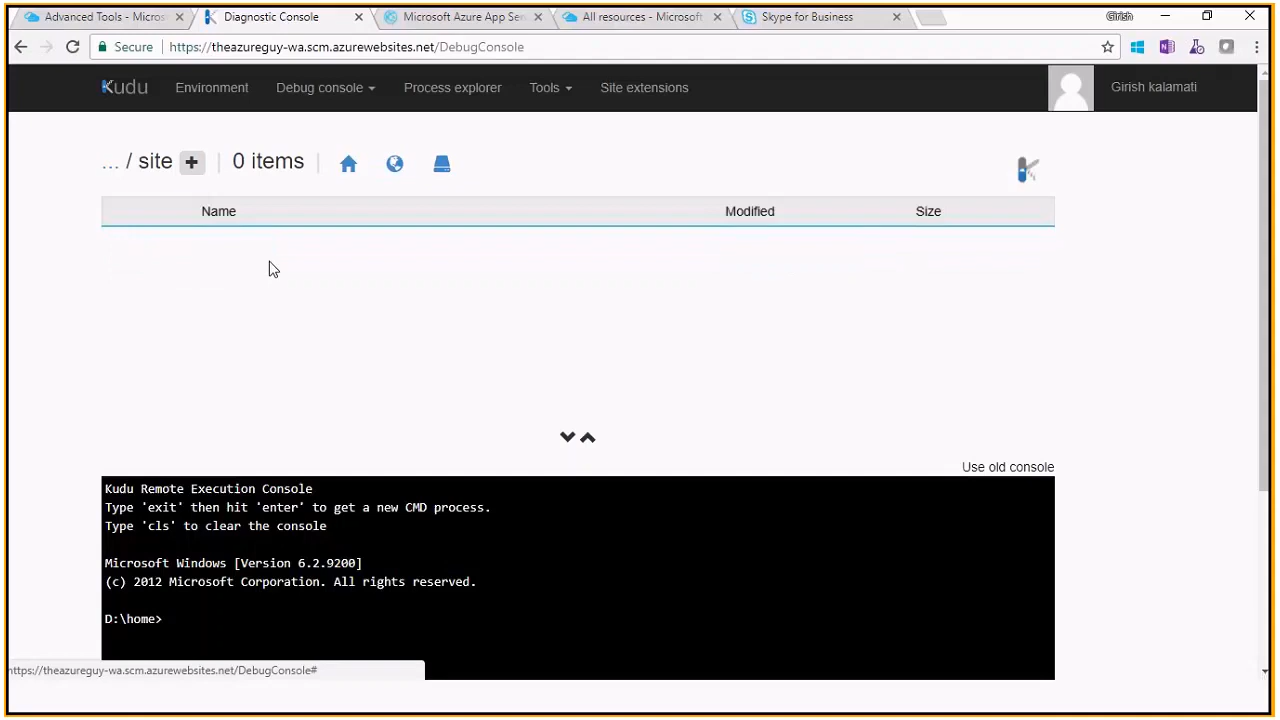 Advanced Tools - Micros
Diagnostic Console
Microsoft Azure App Ser
All resources - Microsoft
Skype for Business
Girish
Secure
https://theazureguy-wa.scm.azurewebsites.net/DebugConsole
Kudu
Environment
Debug console
Process explorer
Tools
Site extensions
Girish kalamati
... / site
0 items
Name
Modified
Size
Use old console
Kudu Remote Execution Console
Type 'exit' then hit 'enter' to get a new CMD process.
Type 'cls' to clear the console
Microsoft Windows [Version 6.2.9200]
(c) 2012 Microsoft Corporation. All rights reserved.
D:\home>
https://theazureguy-wa.scm.azurewebsites.net/DebugConsole#